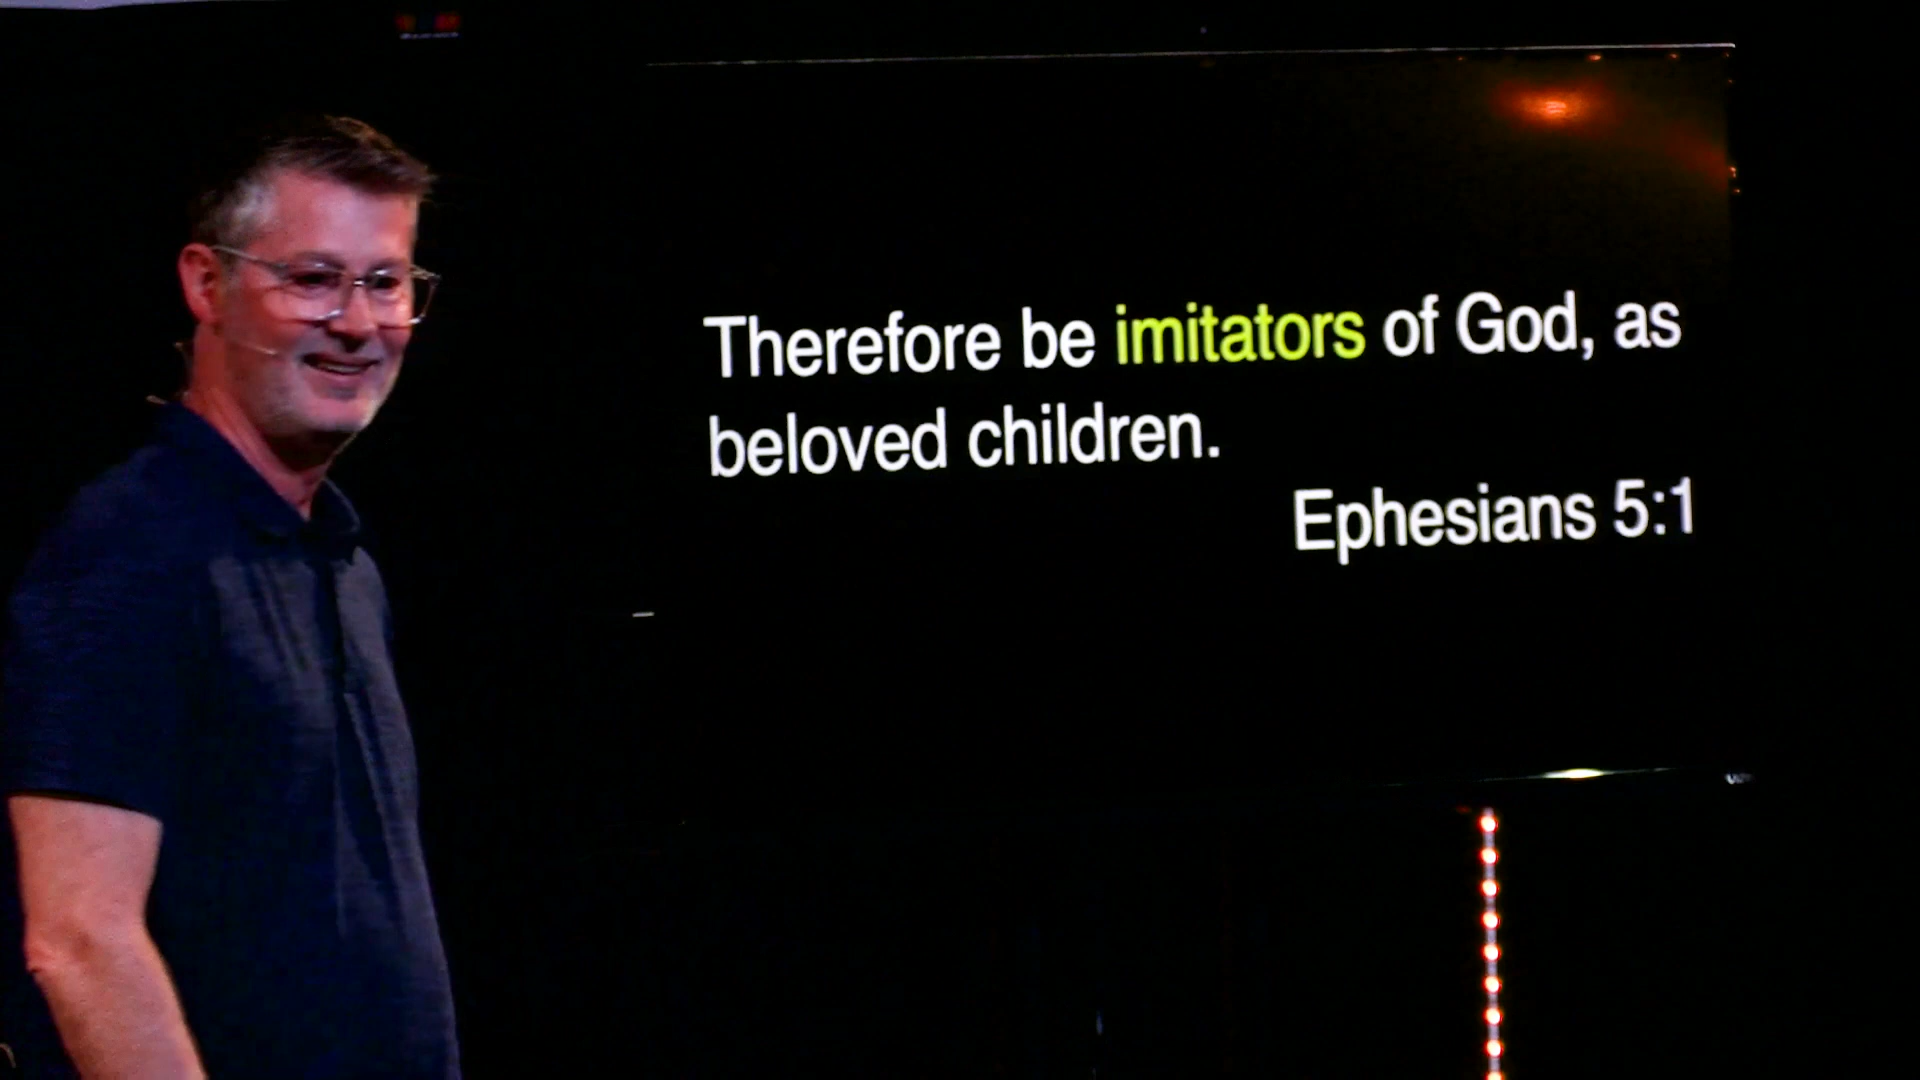 Therefore be imitators of God, as
beloved children.
Ephesians 5:1